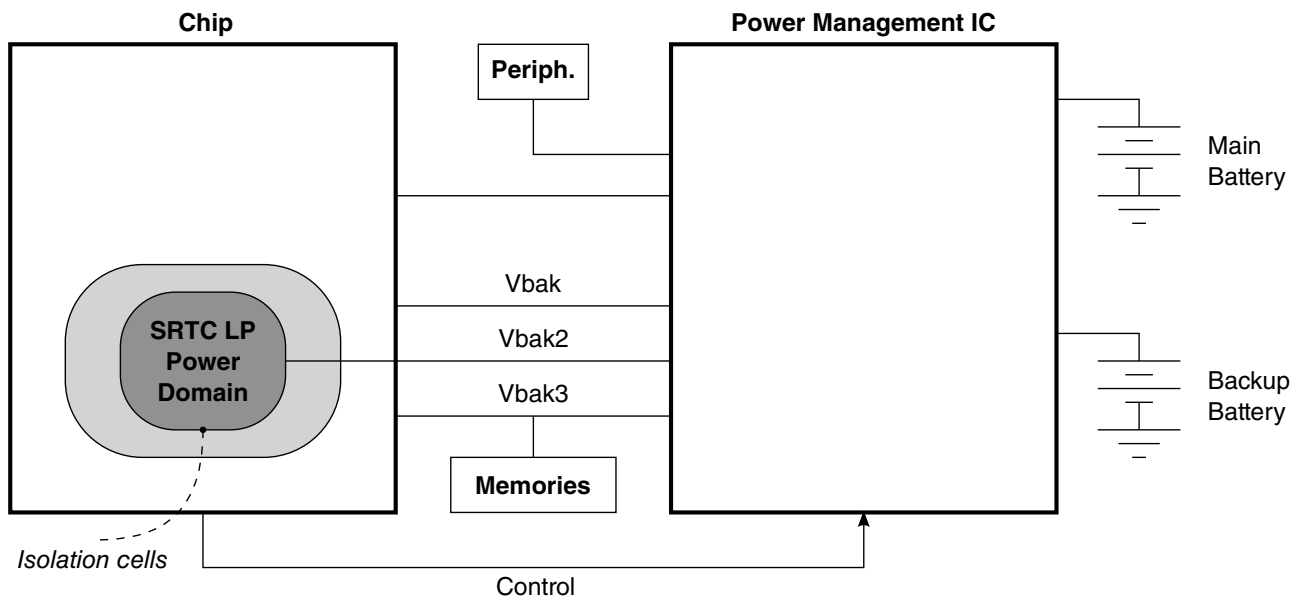 Chip
Power Management IC
Periph.
Main
Battery
Vbak
SRTC LP
Power
Domain
Vbak2
Vbak3
Backup
Battery
Memories
Isolation cells
Control